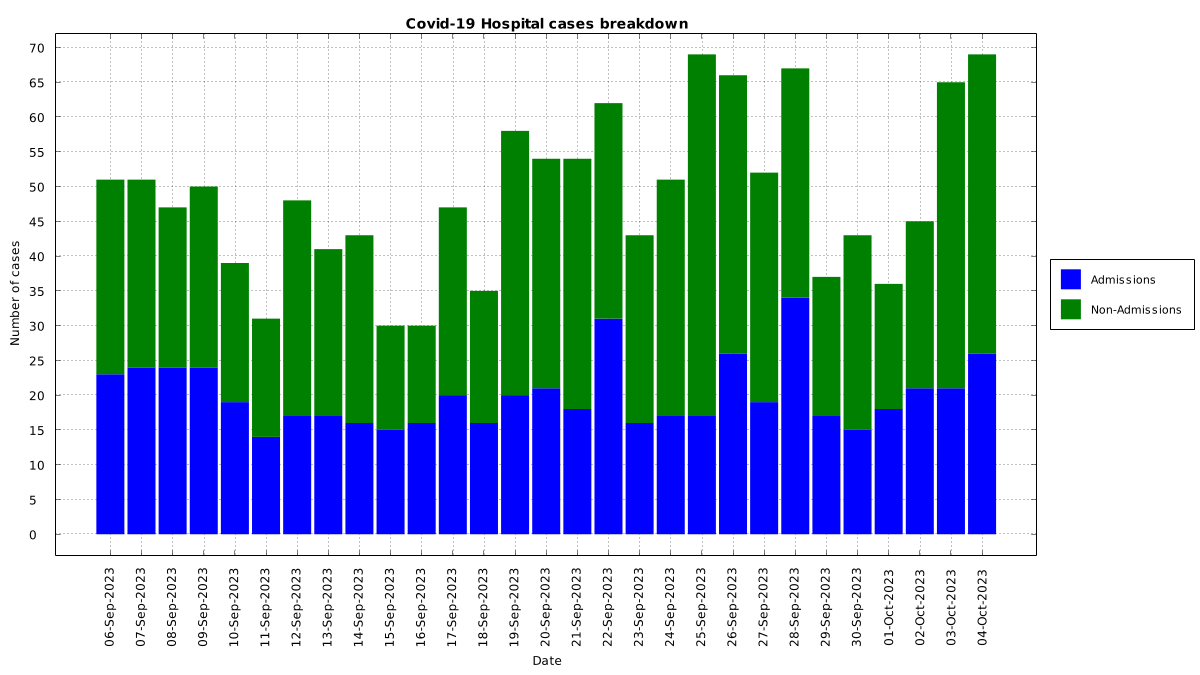 Covid-19 Hospital cases breakdown
70
65
60
55
50
45
40
35
30
25
20
15
10
5
0
Number of cases
Admissions
Non-Admissions
06-Sep-2023
07-Sep-2023
08-Sep-2023
09-Sep-2023
10-Sep-2023
11-Sep-2023
12-Sep-2023
13-Sep-2023
14-Sep-2023
15-Sep-2023
16-Sep-2023
17-Sep-2023
18-Sep-2023
19-Sep-2023
20-Sep-2023
21-Sep-2023
22-Sep-2023
23-Sep-2023
24-Sep-2023
25-Sep-2023
26-Sep-2023
27-Sep-2023
28-Sep-2023
29-Sep-2023
30-Sep-2023
01-Oct-2023
02-Oct-2023
03-Oct-2023
04-Oct-2023
Date